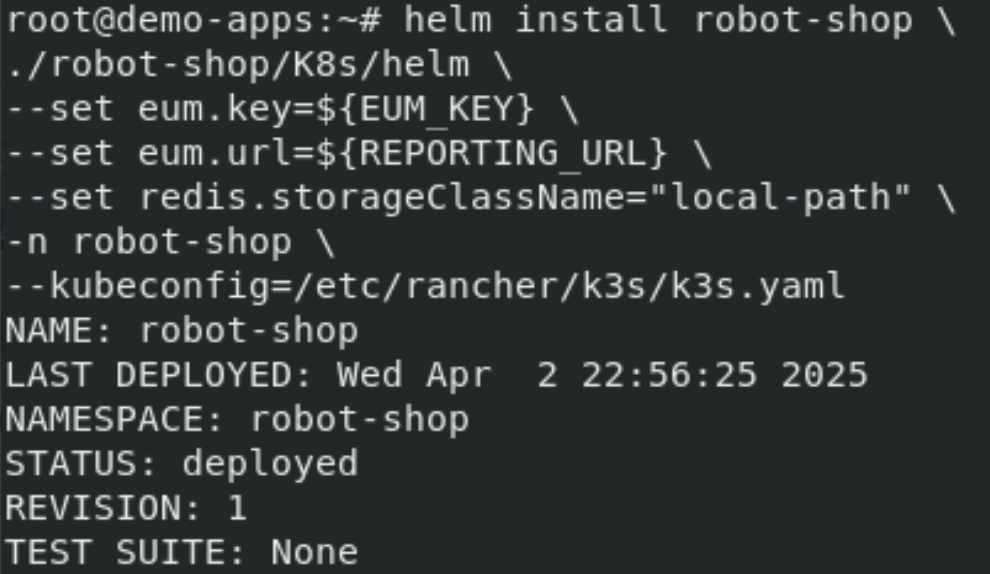 root@demo-apps:~# helm install robot-shop \
./robot-shop/K8s/helm \
--set eum.key=${EUM_KEY} \
--set eum.url=${REPORTING_URL} \
--set redis.storageClassName="local-path" \
-n robot-shop \
--kubeconfig=/etc/rancher/k3s/k3s.yaml
NAME: robot-shop
LAST DEPLOYED: Wed Apr  2 22:56:25 2025
NAMESPACE: robot-shop
STATUS: deployed
REVISION: 1
TEST SUITE: None